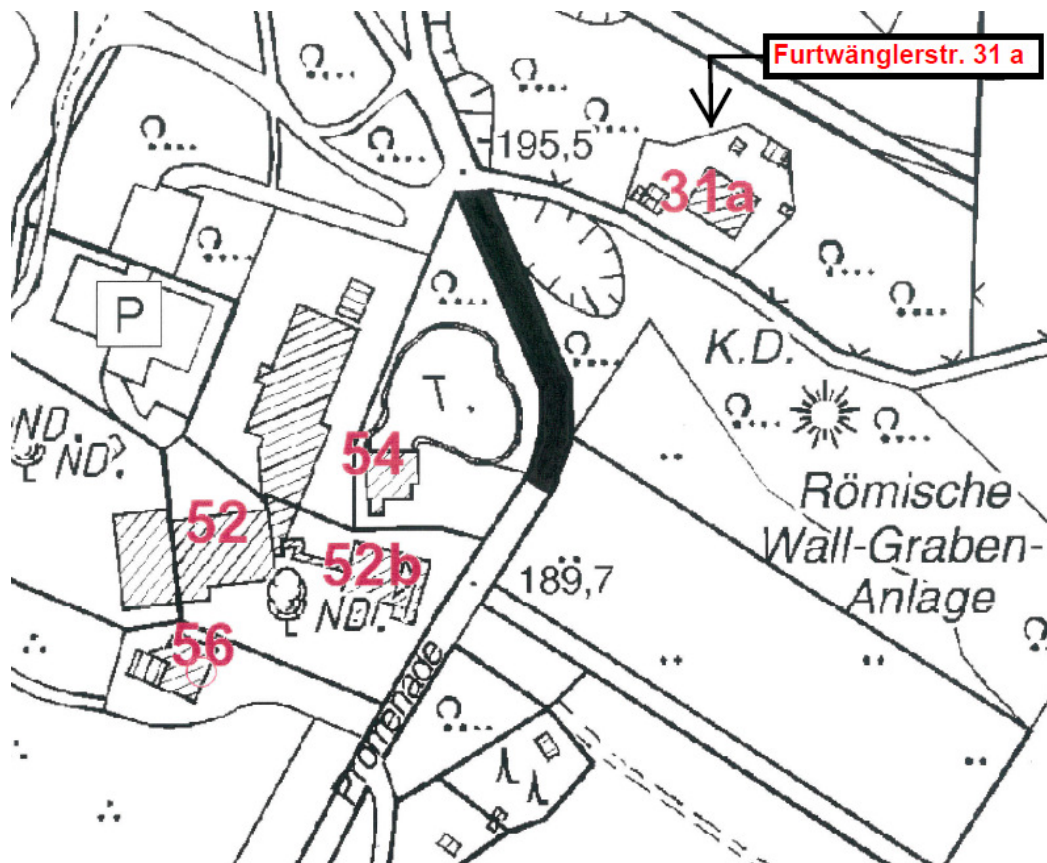 Furtwänglerstr. 31 a
195,5
31a
P
K.D.
T.
ND.
ND.
54
Römische
Wall-Graben-
Anlage
52
52b
189,7
ND.
56
Promenade